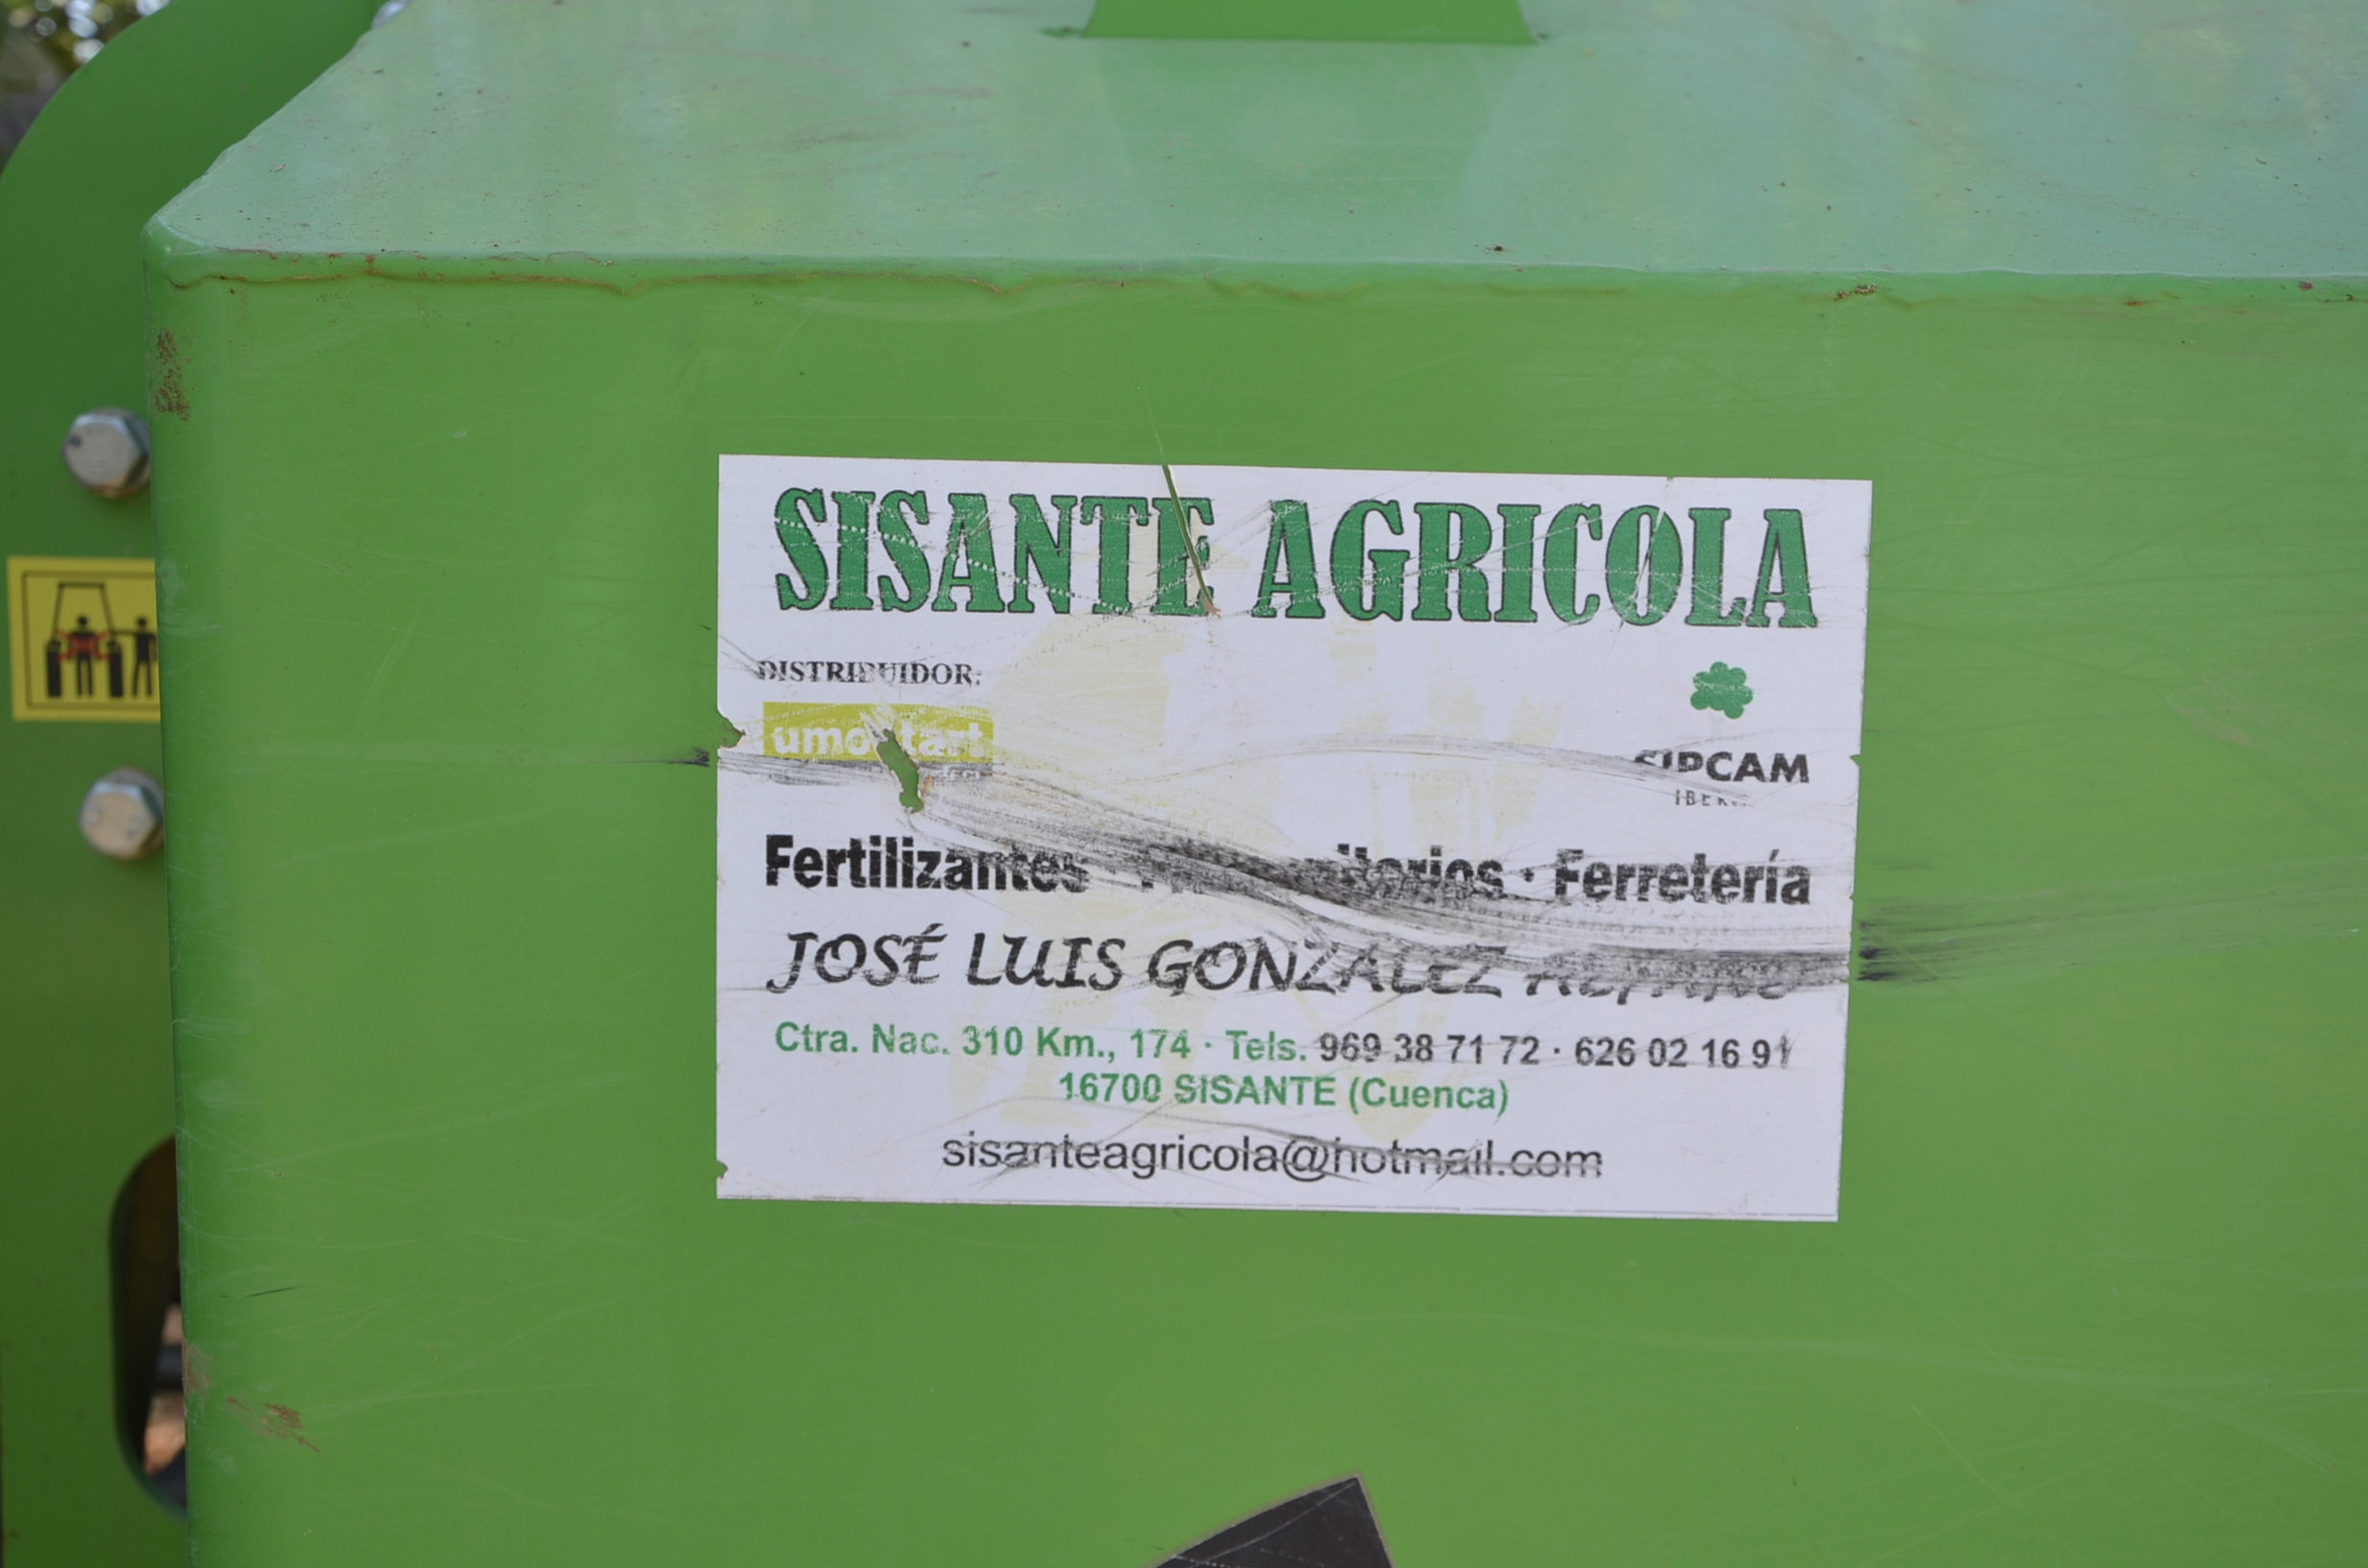 SISANTE AGRICOLA
DISTRIBUIDOR:
SIPCAM
Fertilizantes · · Ferretería
JOSÉ LUIS GONZALEZ
Ctra. Nac. 310 Km., 174 · Tels. 969 38 71 72 · 626 02 16 91
16700 SISANTE (Cuenca)
sisanteagricola@hotmail.com